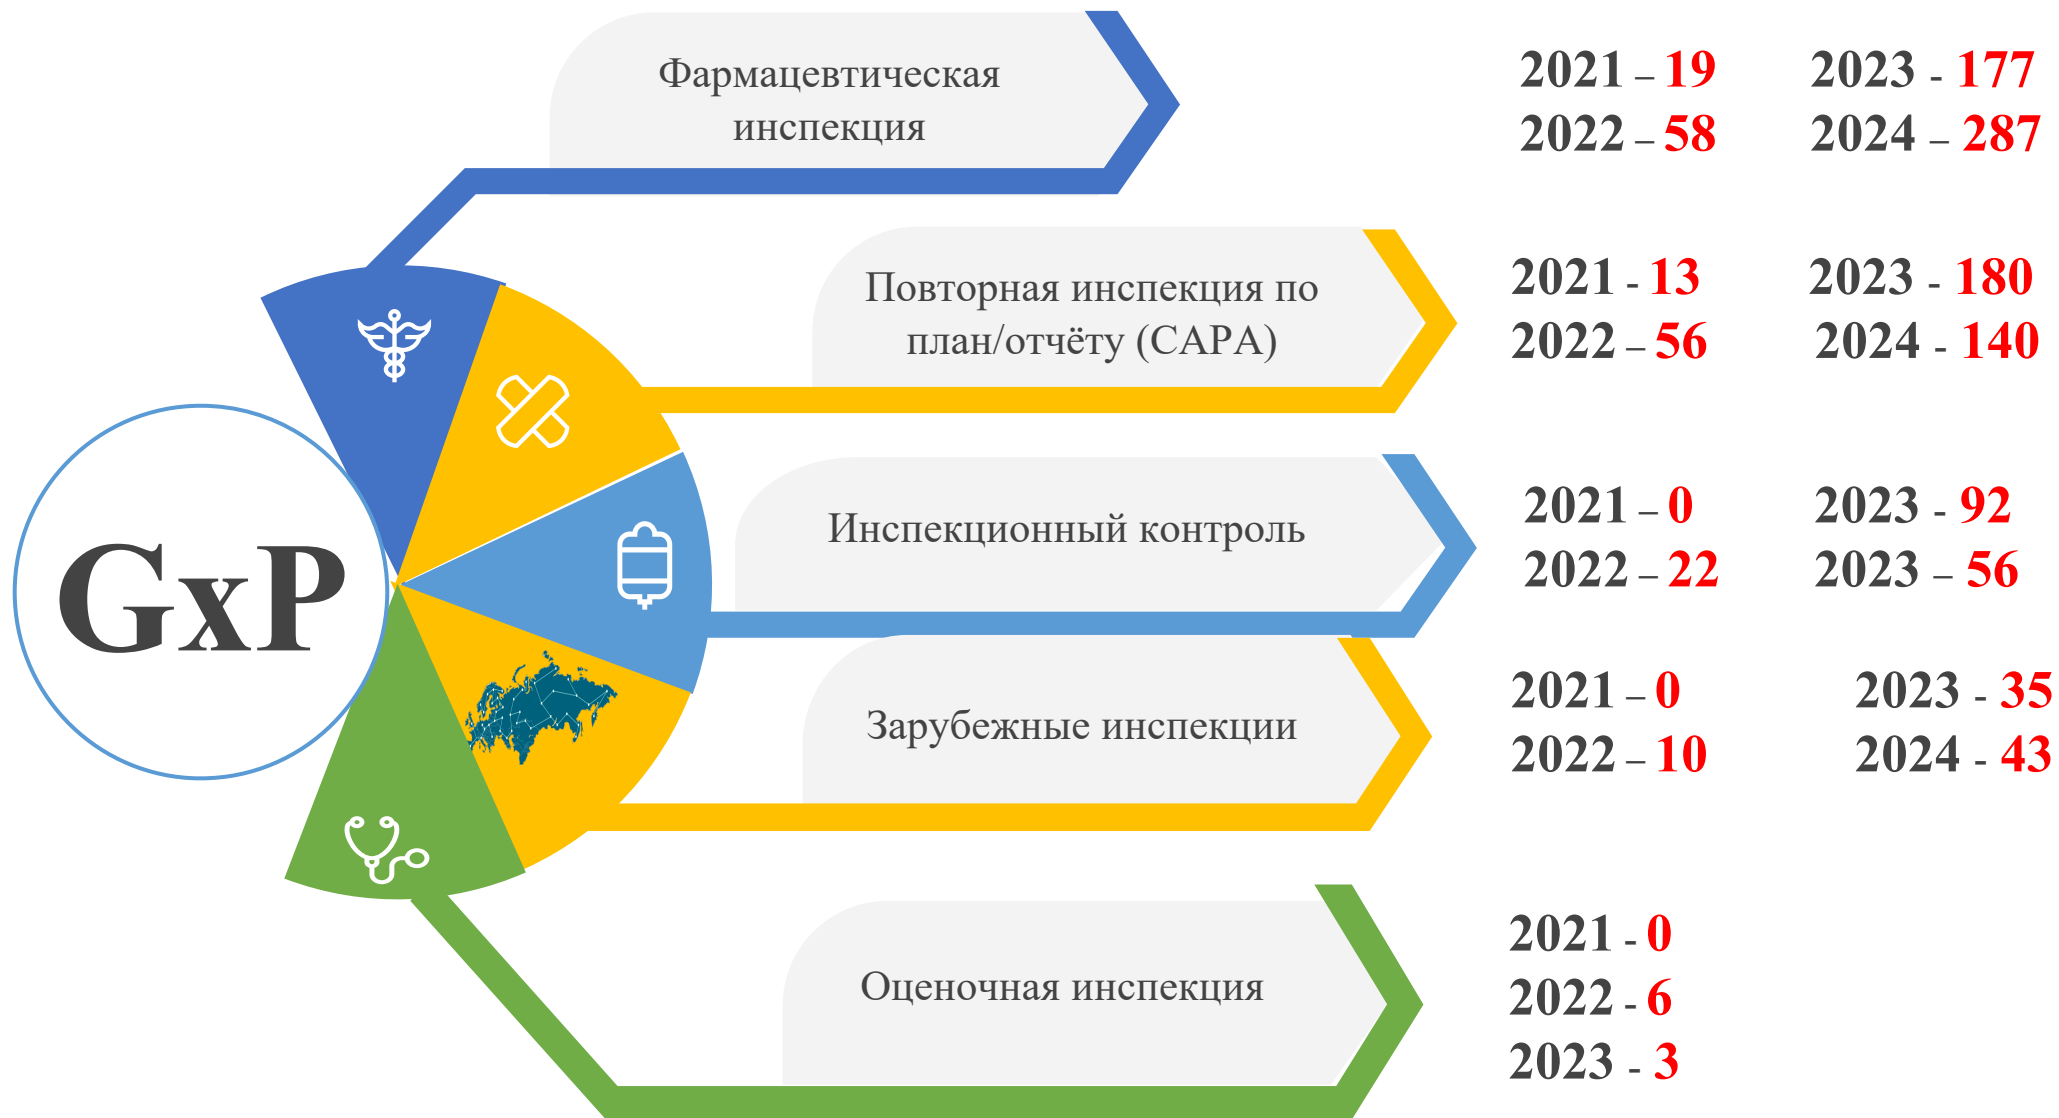 GxP
Фармацевтическая
инспекция
2021 – 19
2022 – 58
2023 - 177
2024 – 287
Повторная инспекция по
план/отчёту (CAPA)
2021 - 13
2022 – 56
2023 - 180
2024 - 140
Инспекционный контроль
2021 – 0
2022 – 22
2023 - 92
2023 – 56
Зарубежные инспекции
2021 – 0
2022 – 10
2023 - 35
2024 - 43
Оценочная инспекция
2021 - 0
2022 - 6
2023 - 3